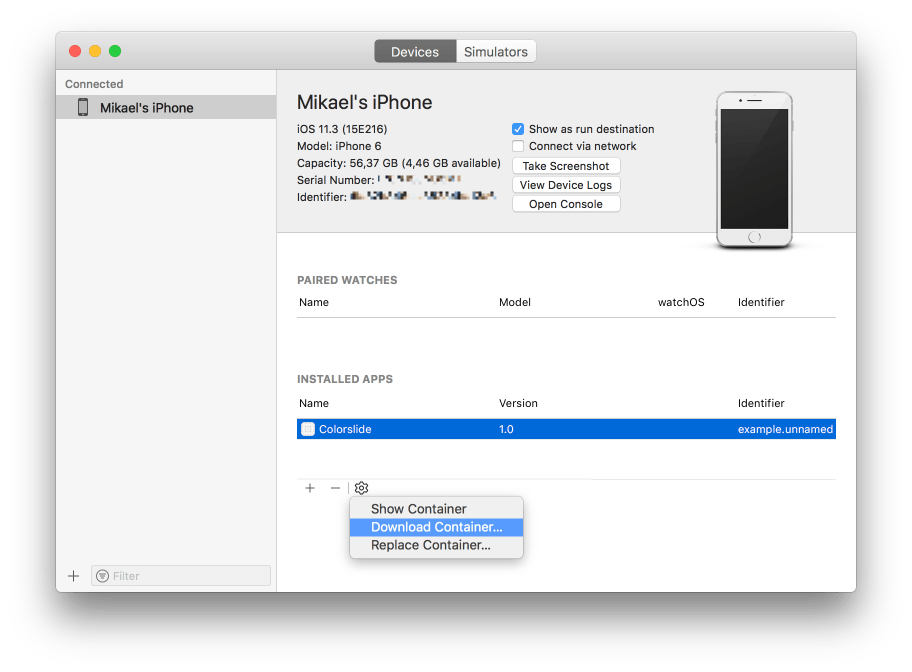 Devices Simulators
Connected
Mikael's iPhone
Mikael's iPhone
iOS 11.3 (15E216)
Model: iPhone 6
Capacity: 56,37 GB (4,46 GB available)
Serial Number:
Identifier:
Show as run destination
Connect via network
Take Screenshot
View Device Logs
Open Console
PAIRED WATCHES
Name Model watchOS Identifier
INSTALLED APPS
Name Version Identifier
Colorslide 1.0 example.unnamed
Show Container
Download Container...
Replace Container...
Filter